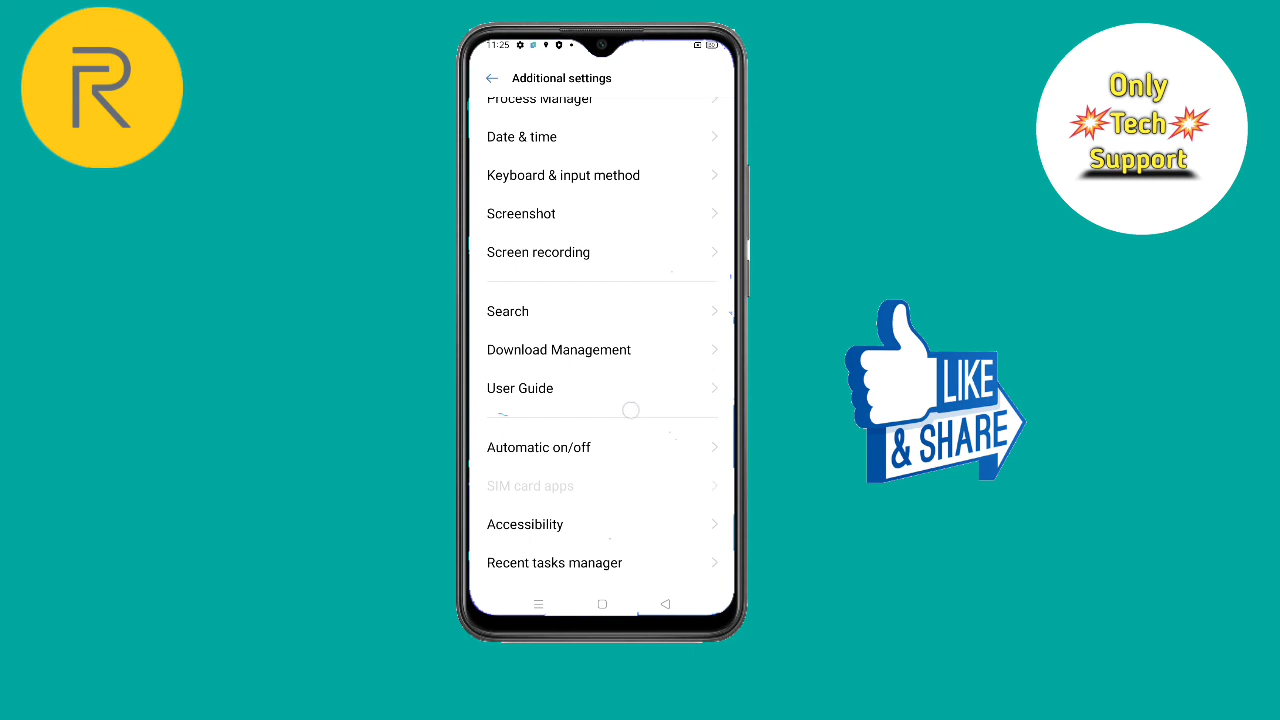 R
Only
Tech
Support
11:25
Additional settings
Process Manager
Date & time
Keyboard & input method
Screenshot
Screen recording
Search
Download Management
User Guide
Automatic on/off
SIM card apps
Accessibility
Recent tasks manager
LIKE
& SHARE